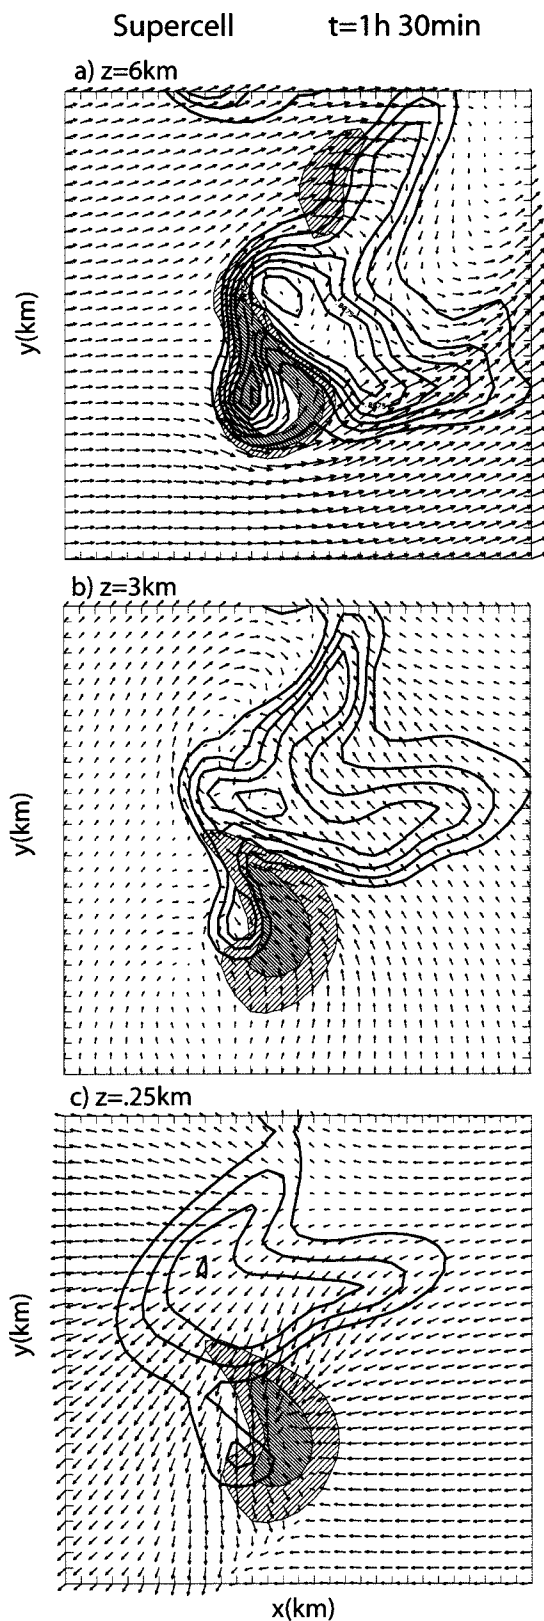 Supercell t=1h 30min
a) z=6km
y(km)
b) z=3km
y(km)
c) z=.25km
y(km)
x(km)